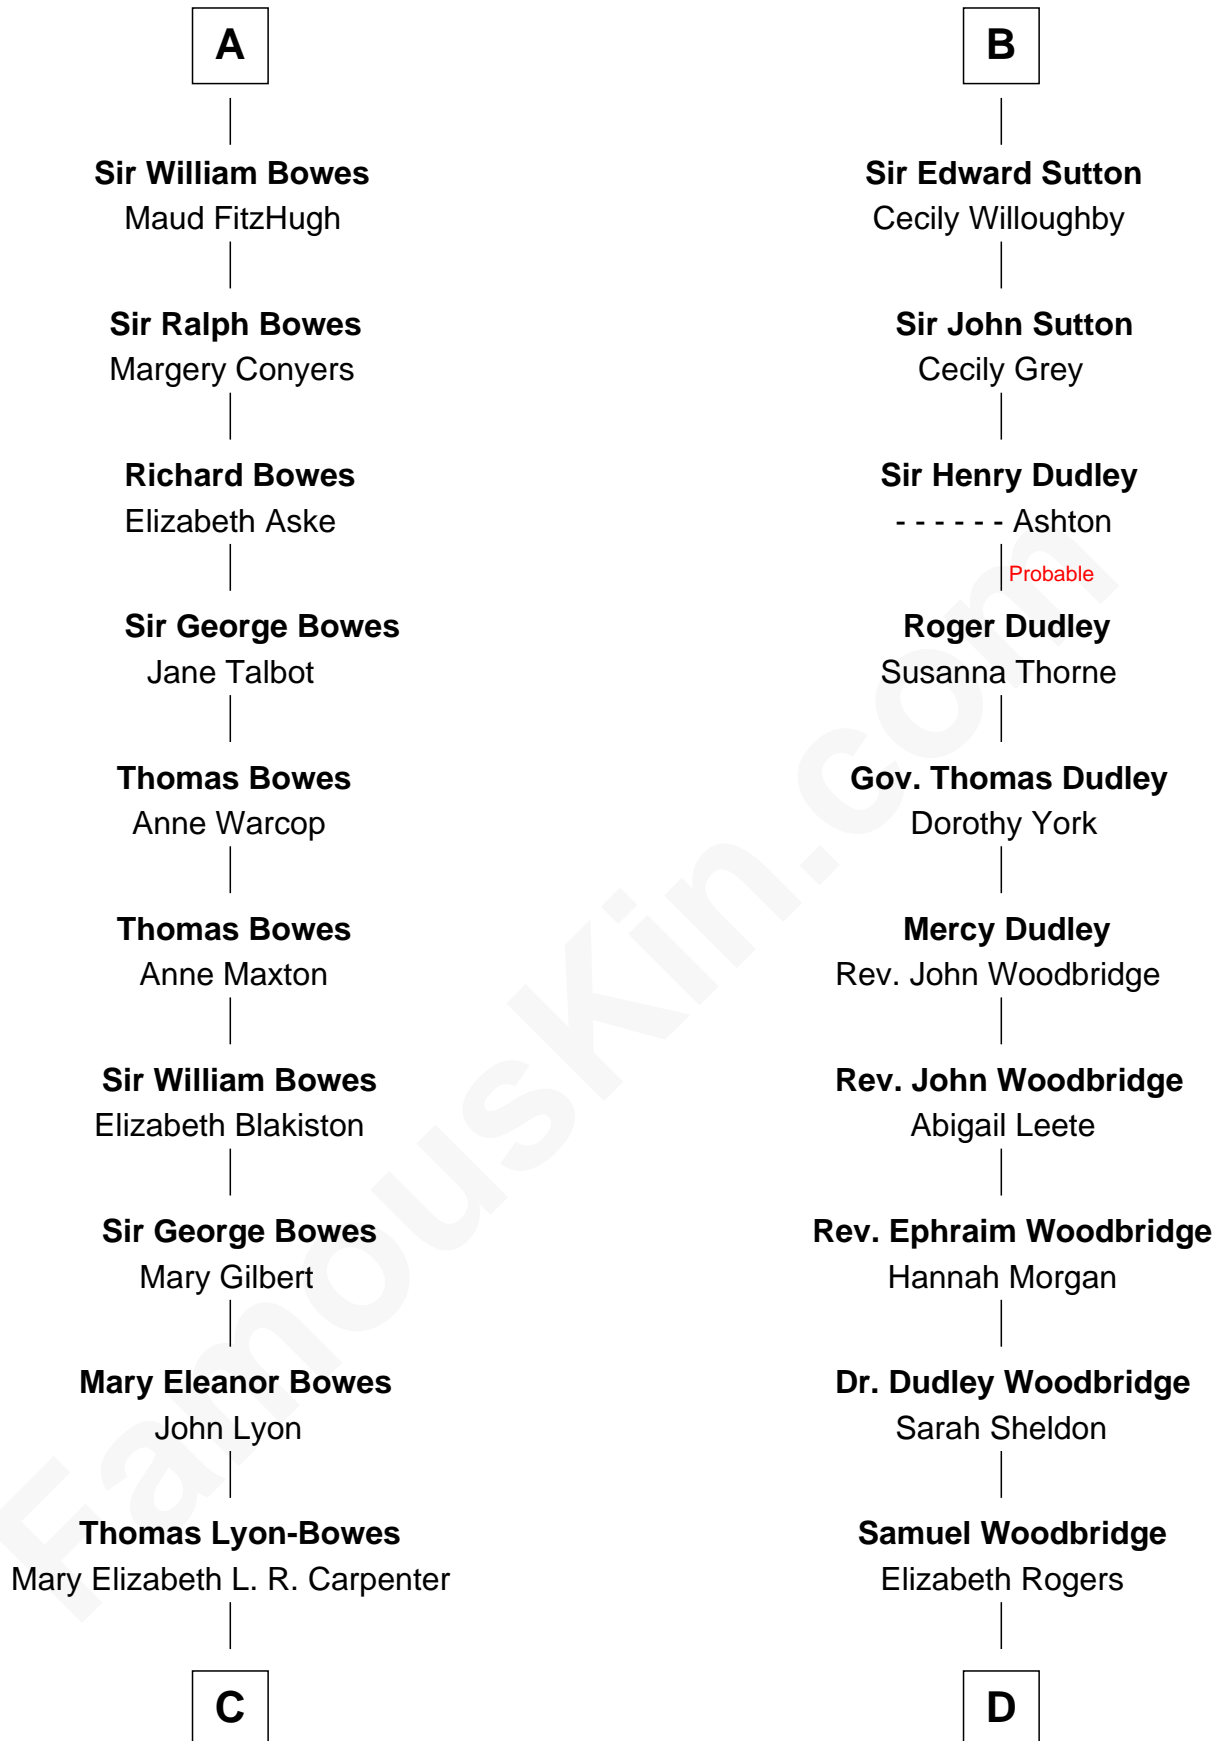 A
Sir William Bowes
Maud FitzHugh
Sir Ralph Bowes
Margery Conyers
Richard Bowes
Elizabeth Aske
Sir George Bowes
Jane Talbot
Thomas Bowes
Anne Warcop
Thomas Bowes
Anne Maxton
Sir William Bowes
Elizabeth Blakiston
Sir George Bowes
Mary Gilbert
Mary Eleanor Bowes
John Lyon
Thomas Lyon-Bowes
Mary Elizabeth L. R. Carpenter
C
B
Sir Edward Sutton
Cecily Willoughby
Sir John Sutton
Cecily Grey
Sir Henry Dudley
- - - - - - Ashton
Probable
Roger Dudley
Susanna Thorne
Gov. Thomas Dudley
Dorothy York
Mercy Dudley
Rev. John Woodbridge
Rev. John Woodbridge
Abigail Leete
Rev. Ephraim Woodbridge
Hannah Morgan
Dr. Dudley Woodbridge
Sarah Sheldon
Samuel Woodbridge
Elizabeth Rogers
D
FamousKin.com